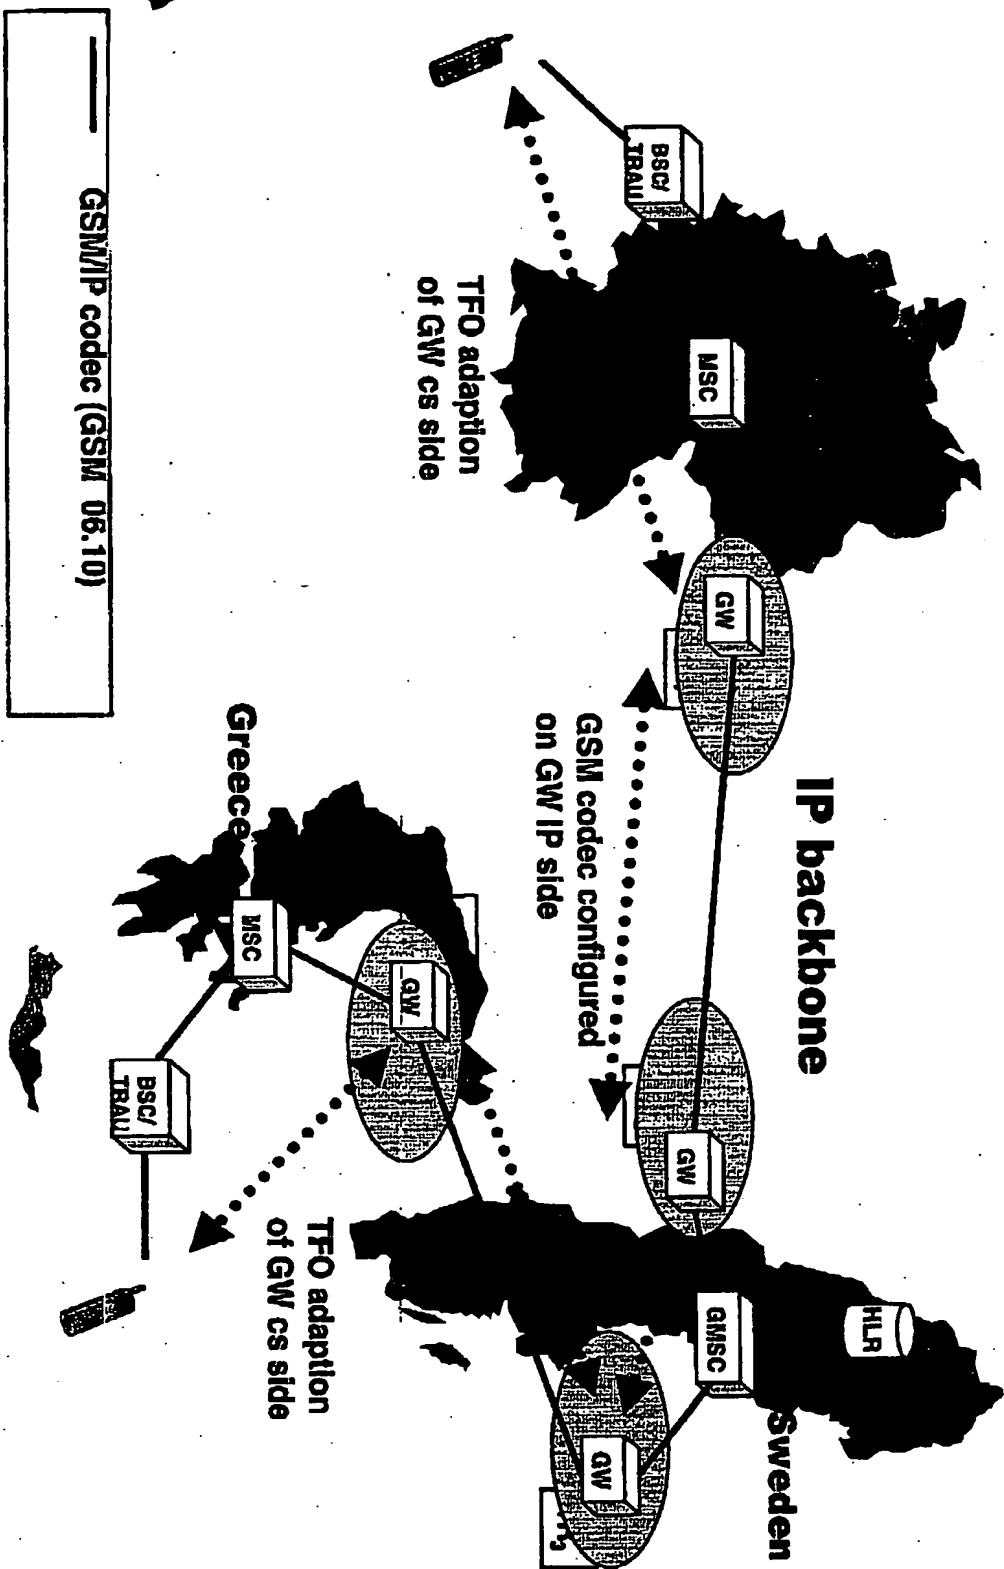 IP backbone
HLR
Sweden
BSC/
TRAU
MSC
GW
GW
GMSC
GSM codec configured
on GW IP side
GW
TFO adaption
of GW cs side
GW
TFO adaption
of GW cs side
Greece
MSC
BSC/
TRAU
GSM/IP codec (GSM 06.10)